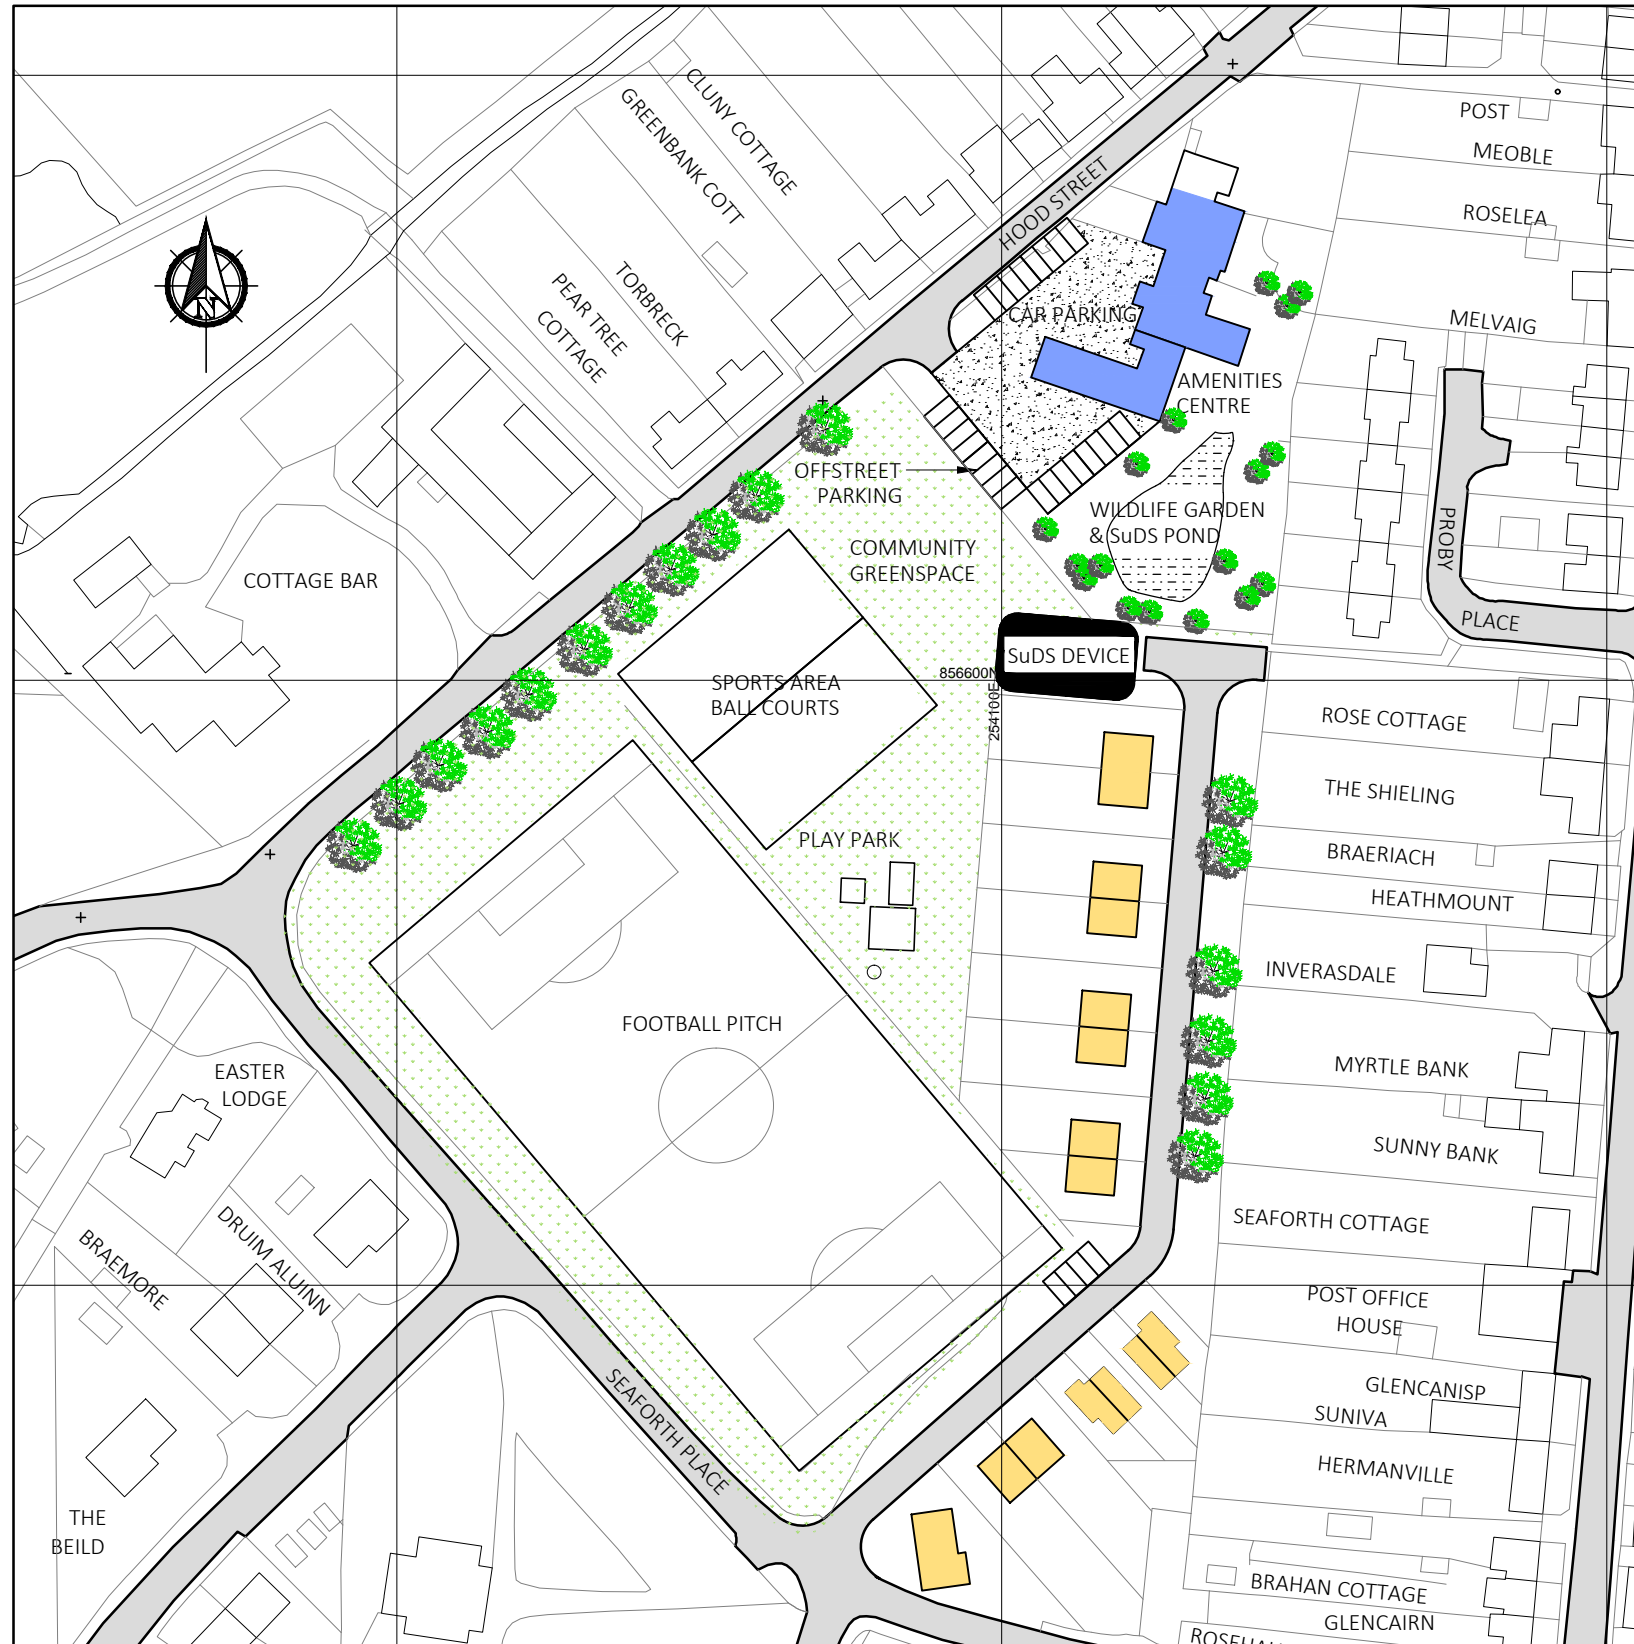 CLUNY COTTAGE
GREENBANK COTT
POST
MEOBLE
HOOD STREET
ROSELEA
TORBRECK
PEAR TREE
COTTAGE
N
CAR PARKING
MELVAIG
AMENITIES
CENTRE
OFFSTREET
PARKING
WILDLIFE GARDEN
& SuDS POND
PROBY
PLACE
COMMUNITY
GREENSPACE
COTTAGE BAR
SuDS DEVICE
856600N
254100E
SPORTS AREA
BALL COURTS
ROSE COTTAGE
THE SHIELING
PLAY PARK
BRAERIACH
HEATHMOUNT
INVERASDALE
FOOTBALL PITCH
MYRTLE BANK
EASTER
LODGE
SUNNY BANK
SEAFORTH COTTAGE
DRUIM ALUINN
BRAEMORE
POST OFFICE
HOUSE
SEAFORTH PLACE
GLENCANISP
SUNIVA
HERMANVILLE
THE
BEILD
BRAHAN COTTAGE
GLENCAIRN